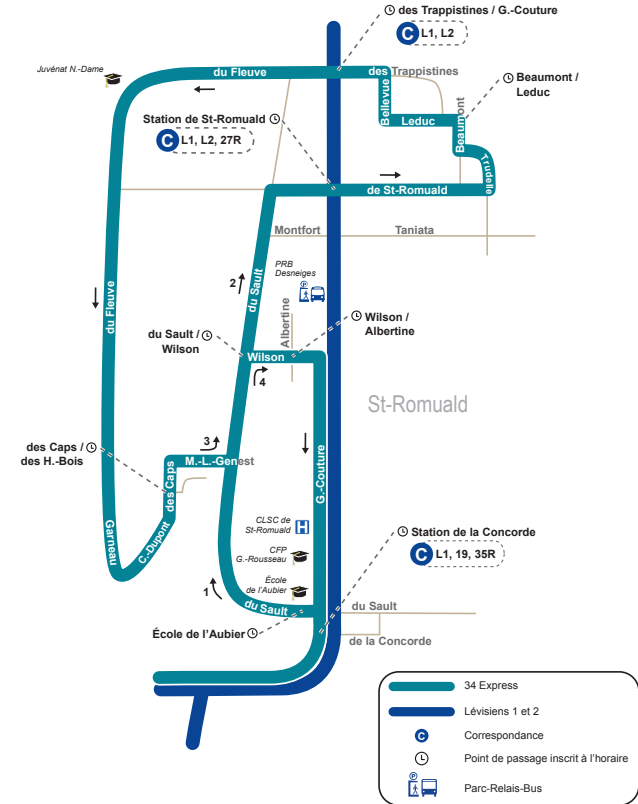 des Trappistines / G.-Couture
C L1, L2
Juvénat N.-Dame
du Fleuve
des Trappistines
Beaumont /
Leduc
Bellevue
Leduc
Beaumont
Trudelle
Station de St-Romuald
C L1, L2, 27R
de St-Romuald
Montfort
Taniata
PRB
Desneiges
P
2
du Sault
du Fleuve
Albertine
Wilson /
Albertine
du Sault /
Wilson
Wilson
4
St-Romuald
3
des Caps /
des H.-Bois
M.-L.-Genest
des Caps
G.-Couture
Garneau
C.-Dupont
CLSC de
St-Romuald
H
CFP
G.-Rousseau
École
de l'Aubier
Station de la Concorde
C L1, 19, 35R
1
du Sault
du Sault
École de l'Aubier
de la Concorde
34 Express
Lévisiens 1 et 2
C Correspondance
Point de passage inscrit à l'horaire
P Parc-Relais-Bus